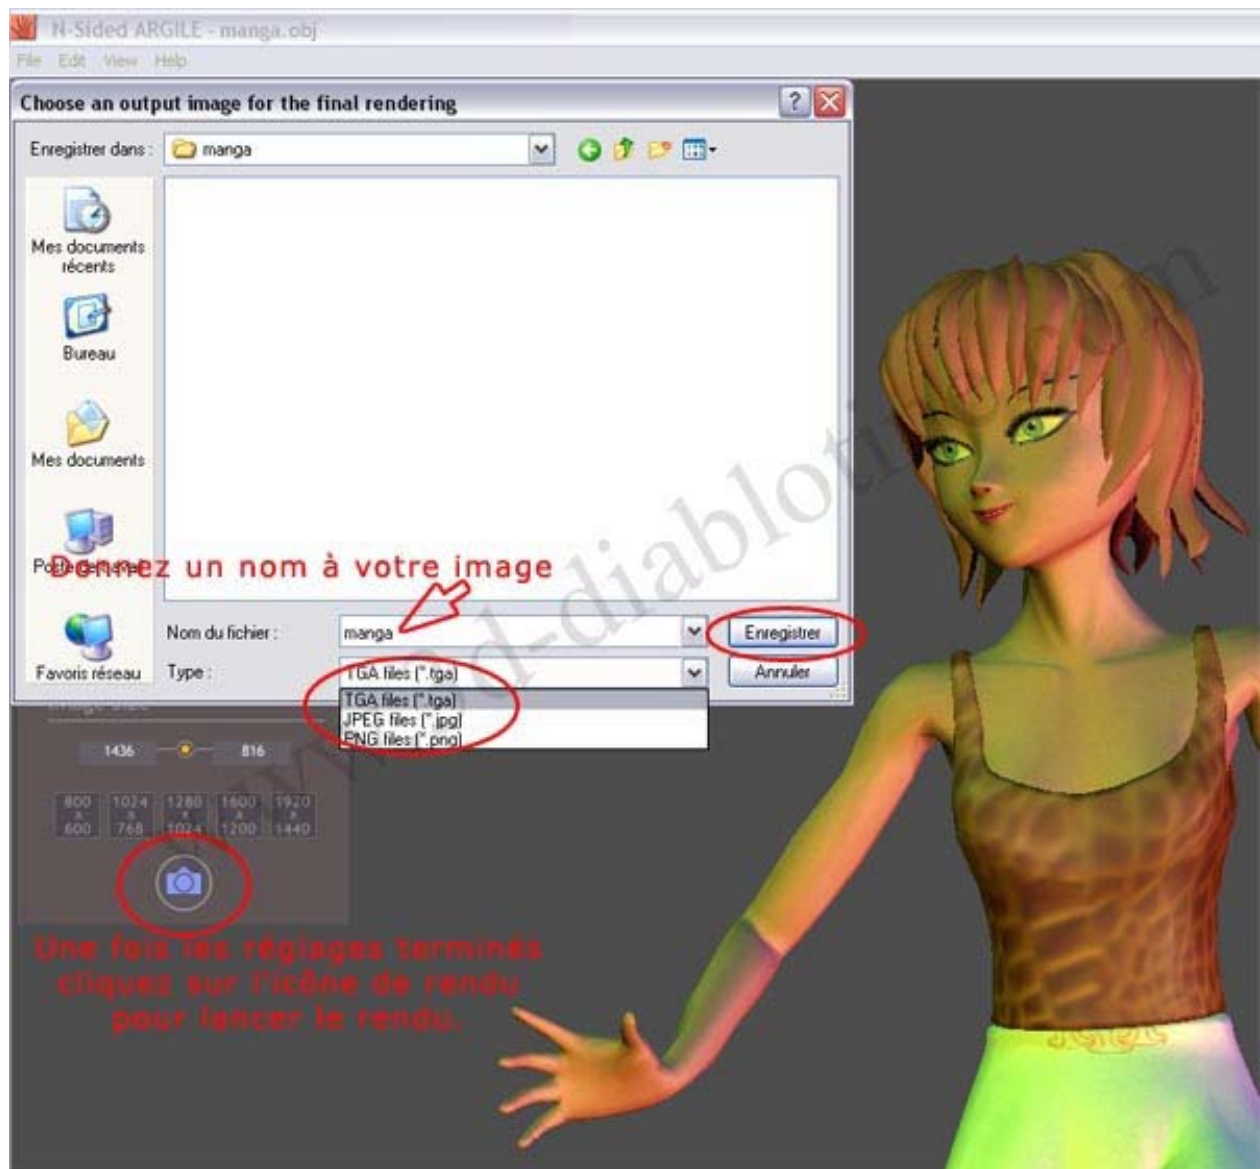 N-Sided ARGILE - manga.obj
File Edit View Help
Choose an output image for the final rendering
Enregistrer dans : manga
Mes documents
récents
Bureau
Mes documents
Donnez un nom à votre image
Nom du fichier : manga Enregistrer
Favoris réseau Type : TGA files (*.tga) Annuler
TGA files (*.tga)
JPEG files (*.jpg)
PNG files (*.png)
1436 816
800 1024 1280 1600 1920
x x x x x
600 768 1024 1200 1440
Une fois les réglages terminés
cliquez sur l'icône de rendu
pour lancer le rendu.